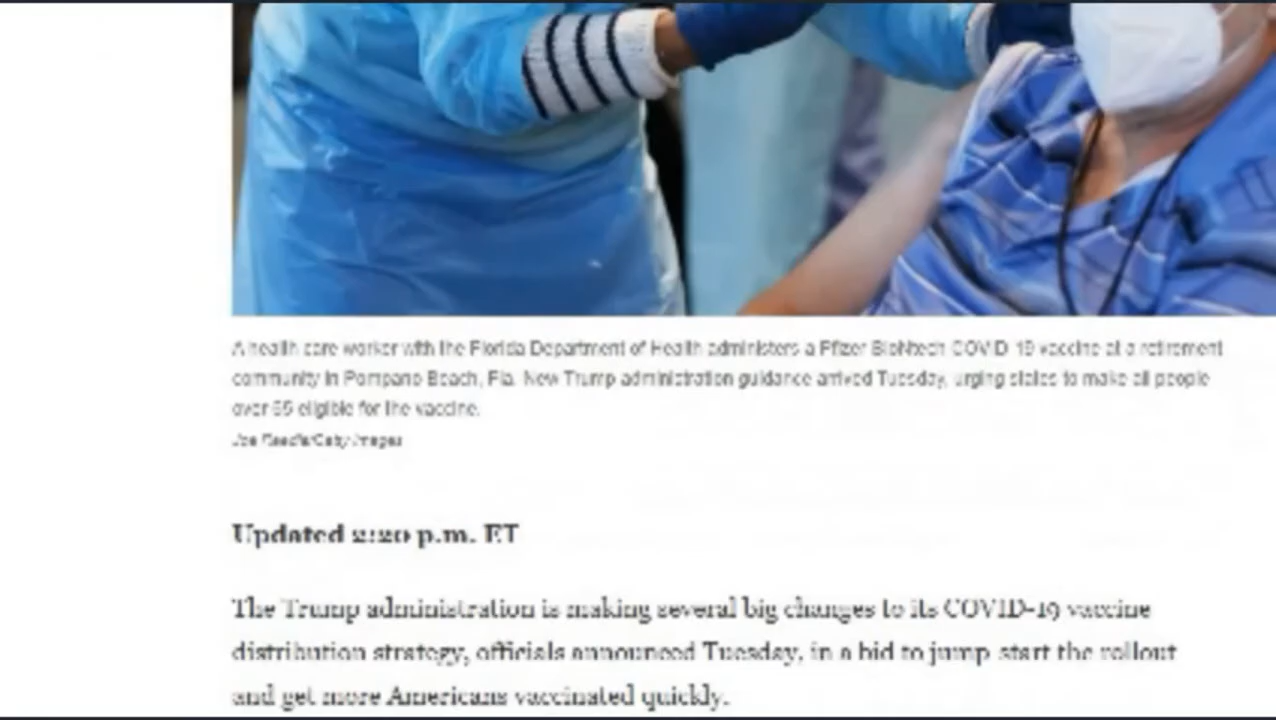 A health care worker with the Florida Department of Health administers a Pfizer-BioNtech COVID-19 vaccine at a retirement
community in Pompano Beach, Fla. New Trump administration guidance arrived Tuesday, urging states to make all people
over 65 eligible for the vaccine.
Joe Raedle/Getty Images
Updated 2:20 p.m. ET
The Trump administration is making several big changes to its COVID-19 vaccine
distribution strategy, officials announced Tuesday, in a bid to jump-start the rollout
and get more Americans vaccinated quickly.